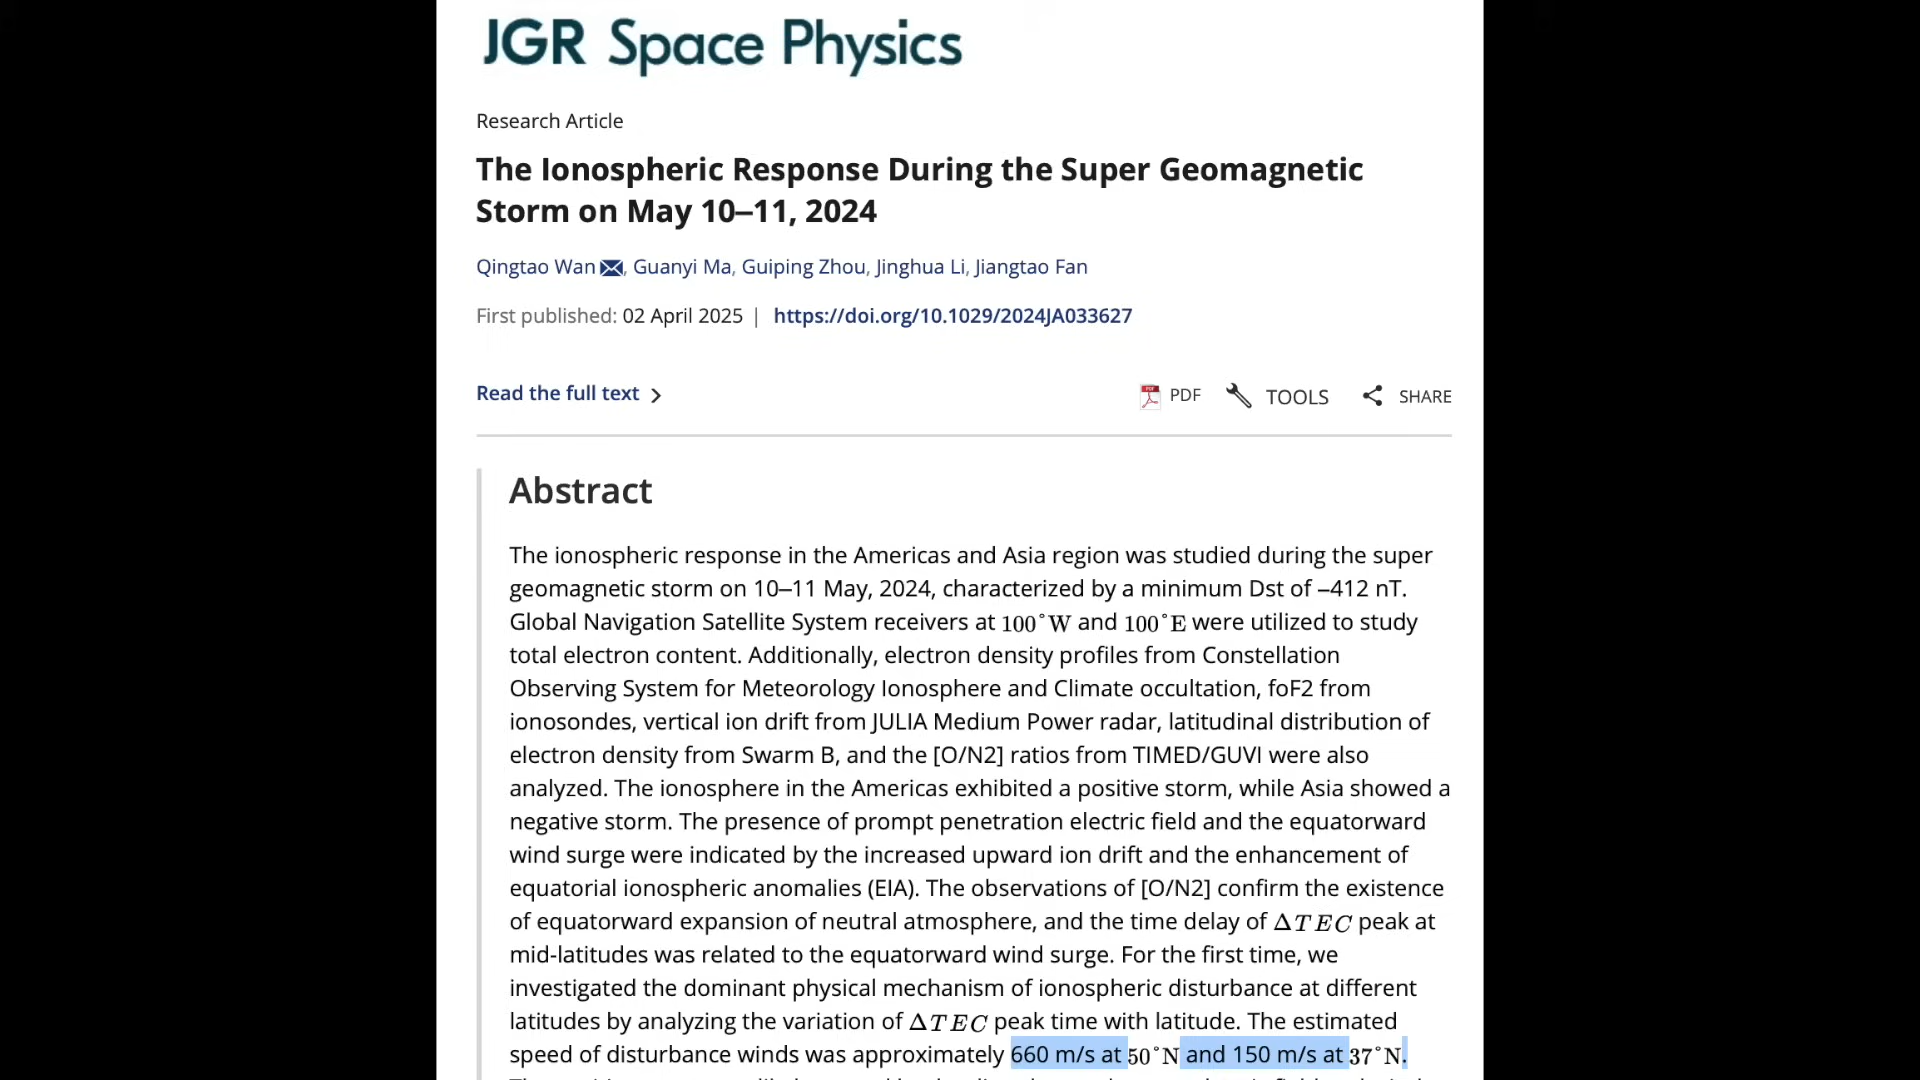 JGR Space Physics
Research Article
The Ionospheric Response During the Super Geomagnetic
Storm on May 10–11, 2024
Qingtao Wan, Guanyi Ma, Guiping Zhou, Jinghua Li, Jiangtao Fan
First published: 02 April 2025 | https://doi.org/10.1029/2024JA033627
Read the full text PDF TOOLS SHARE
Abstract
The ionospheric response in the Americas and Asia region was studied during the super
geomagnetic storm on 10–11 May, 2024, characterized by a minimum Dst of −412 nT.
Global Navigation Satellite System receivers at 100°W and 100°E were utilized to study
total electron content. Additionally, electron density profiles from Constellation
Observing System for Meteorology Ionosphere and Climate occultation, foF2 from
ionosondes, vertical ion drift from JULIA Medium Power radar, latitudinal distribution of
electron density from Swarm B, and the [O/N2] ratios from TIMED/GUVI were also
analyzed. The ionosphere in the Americas exhibited a positive storm, while Asia showed a
negative storm. The presence of prompt penetration electric field and the equatorward
wind surge were indicated by the increased upward ion drift and the enhancement of
equatorial ionospheric anomalies (EIA). The observations of [O/N2] confirm the existence
of equatorward expansion of neutral atmosphere, and the time delay of ΔTEC peak at
mid-latitudes was related to the equatorward wind surge. For the first time, we
investigated the dominant physical mechanism of ionospheric disturbance at different
latitudes by analyzing the variation of ΔTEC peak time with latitude. The estimated
speed of disturbance winds was approximately 660 m/s at 50°N and 150 m/s at 37°N.